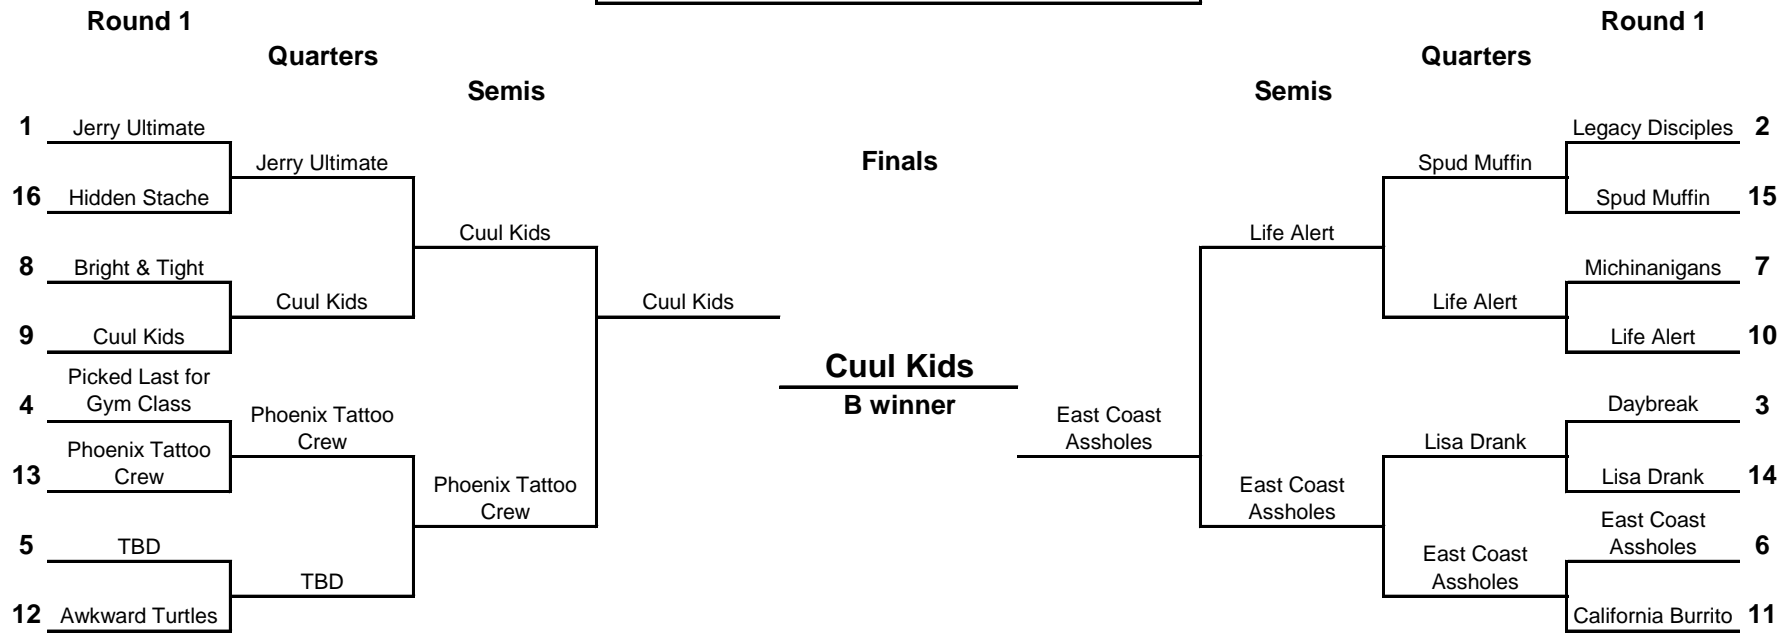 Round 1
Round 1
Quarters
Quarters
Semis
Semis
Finals
1 Jerry Ultimate
Legacy Disciples 2
Jerry Ultimate
Spud Muffin
16 Hidden Stache
Spud Muffin 15
Cuul Kids
Life Alert
8 Bright & Tight
Michinanigans 7
Cuul Kids
Cuul Kids
Life Alert
9 Cuul Kids
Life Alert 10
Cuul Kids
B winner
Picked Last for
4 Gym Class
Daybreak 3
Phoenix Tattoo
Crew
East Coast
Assholes
Lisa Drank
Phoenix Tattoo
13 Crew
Lisa Drank 14
Phoenix Tattoo
Crew
East Coast
Assholes
5 TBD
East Coast
Assholes 6
TBD
East Coast
Assholes
12 Awkward Turtles
California Burrito 11